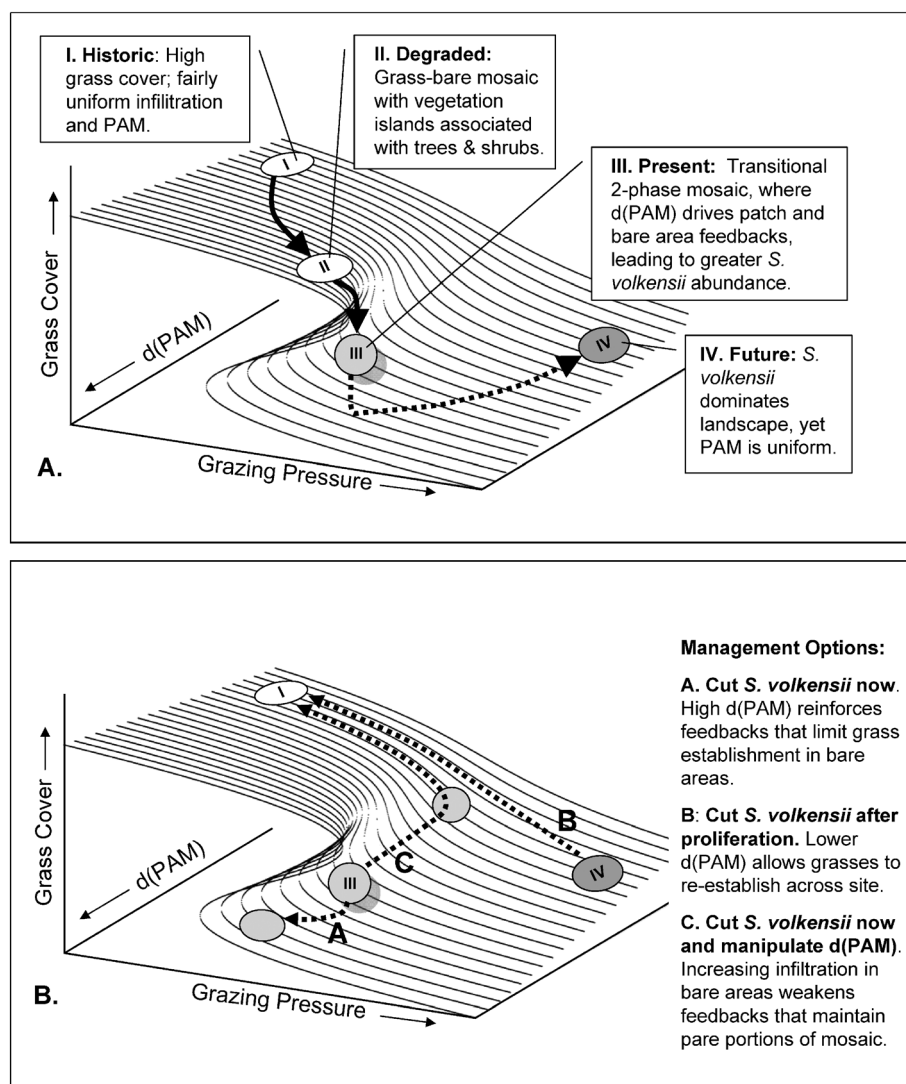 I. Historic: High
grass cover; fairly
uniform infilitration
and PAM.
II. Degraded:
Grass-bare mosaic
with vegetation
islands associated
with trees & shrubs.
III. Present: Transitional
2-phase mosaic, where
d(PAM) drives patch and
bare area feedbacks,
leading to greater S.
volkensii abundance.
IV. Future: S.
volkensii
dominates
landscape, yet
PAM is uniform.
I
II
III
IV
Grass Cover
d(PAM)
Grazing Pressure
A.
Management Options:
A. Cut S. volkensii now.
High d(PAM) reinforces
feedbacks that limit grass
establishment in bare
areas.
B: Cut S. volkensii after
proliferation. Lower
d(PAM) allows grasses to
re-establish across site.
C. Cut S. volkensii now
and manipulate d(PAM).
Increasing infiltration in
bare areas weakens
feedbacks that maintain
pare portions of mosaic.
I
B
C
III
IV
A
Grass Cover
d(PAM)
Grazing Pressure
B.